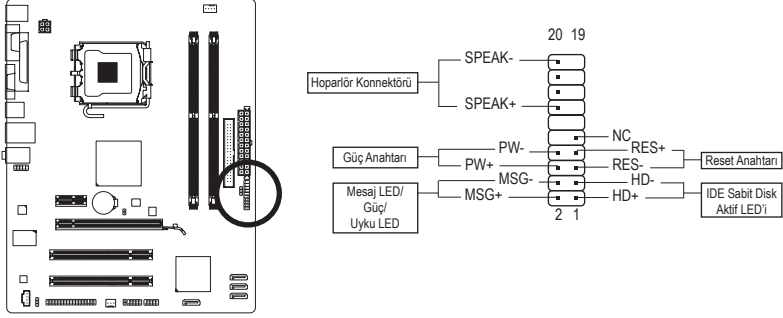 20 19
SPEAK-
Hoparlör Konnektörü
SPEAK+
NC
PW-
RES+
Güç Anahtarı
Reset Anahtarı
PW+
RES-
MSG-
HD-
Mesaj LED/
Güç/
Uyku LED
MSG+
HD+
IDE Sabit Disk
Aktif LED'i
2 1